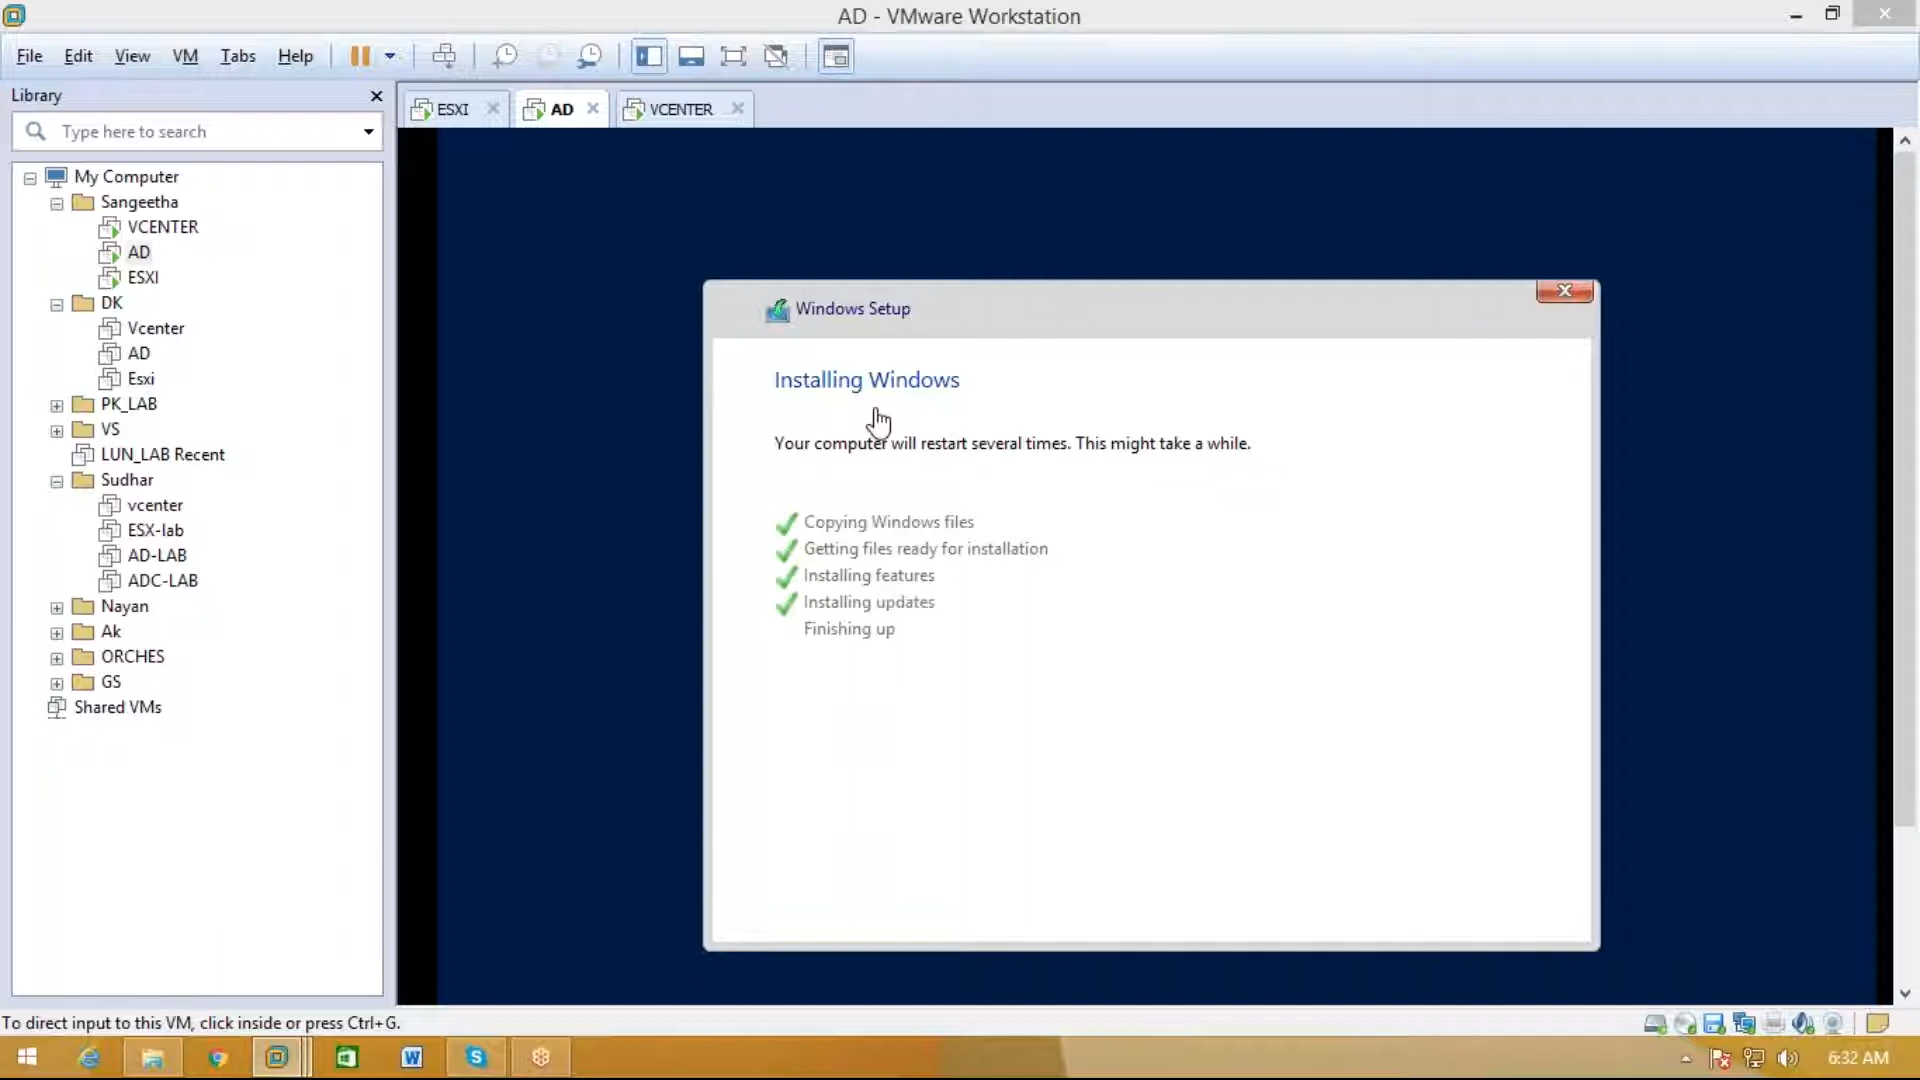 AD - VMware Workstation
File Edit View VM Tabs Help
Library
Type here to search
ESXI
AD
VCENTER
My Computer
Sangeetha
VCENTER
AD
ESXI
DK
Vcenter
AD
Esxi
PK_LAB
VS
LUN_LAB Recent
Sudhar
vcenter
ESX-lab
AD-LAB
ADC-LAB
Nayan
Ak
ORCHES
GS
Shared VMs
Windows Setup
Installing Windows
Your computer will restart several times. This might take a while.
Copying Windows files
Getting files ready for installation
Installing features
Installing updates
Finishing up
To direct input to this VM, click inside or press Ctrl+G.
6:32 AM